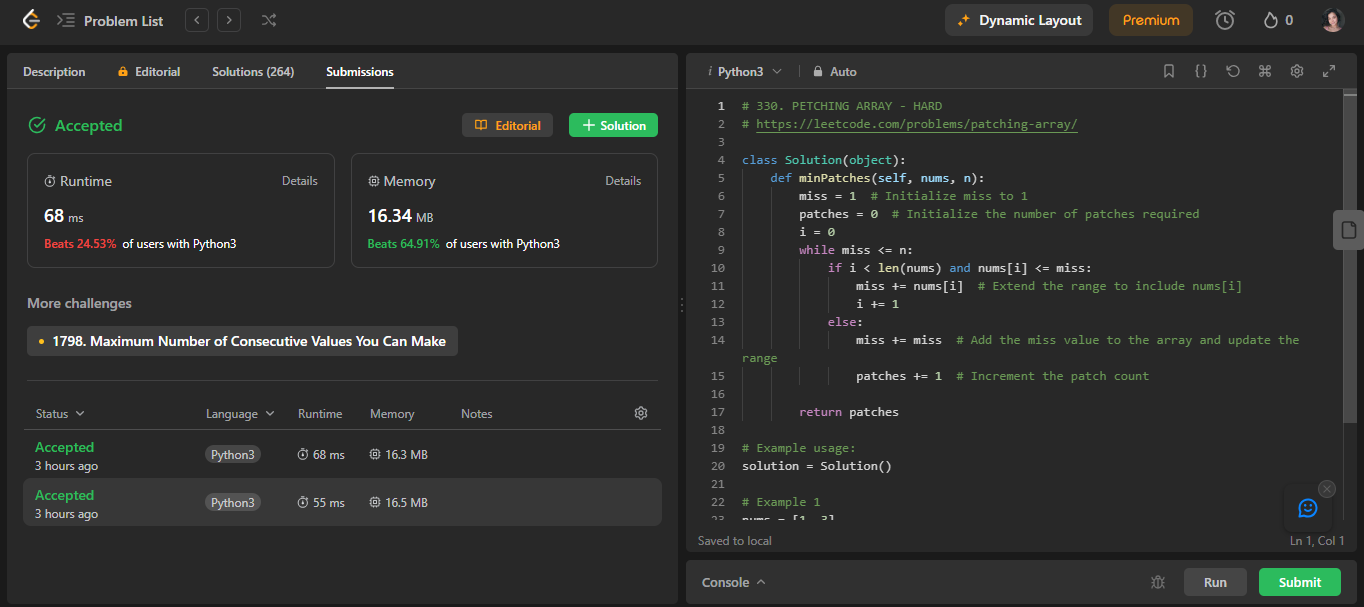 Problem List
Dynamic Layout
Premium
0
Description
Editorial
Solutions (264)
Submissions
Accepted
Editorial
+ Solution
Runtime
Details
68 ms
Beats 24.53% of users with Python3
Memory
Details
16.34 MB
Beats 64.91% of users with Python3
More challenges
1798. Maximum Number of Consecutive Values You Can Make
Status
Language
Runtime
Memory
Notes
Accepted
3 hours ago
Python3
68 ms
16.3 MB
Accepted
3 hours ago
Python3
55 ms
16.5 MB
i Python3
Auto
1 # 330. PETCHING ARRAY - HARD
2 # https://leetcode.com/problems/patching-array/
3
4 class Solution(object):
5 def minPatches(self, nums, n):
6 miss = 1 # Initialize miss to 1
7 patches = 0 # Initialize the number of patches required
8 i = 0
9 while miss <= n:
10 if i < len(nums) and nums[i] <= miss:
11 miss += nums[i] # Extend the range to include nums[i]
12 i += 1
13 else:
14 miss += miss # Add the miss value to the array and update the
range
15 patches += 1 # Increment the patch count
16
17 return patches
18
19 # Example usage:
20 solution = Solution()
21
22 # Example 1
23 nums = [1, 3]
Saved to local
Ln 1, Col 1
Console
Run
Submit